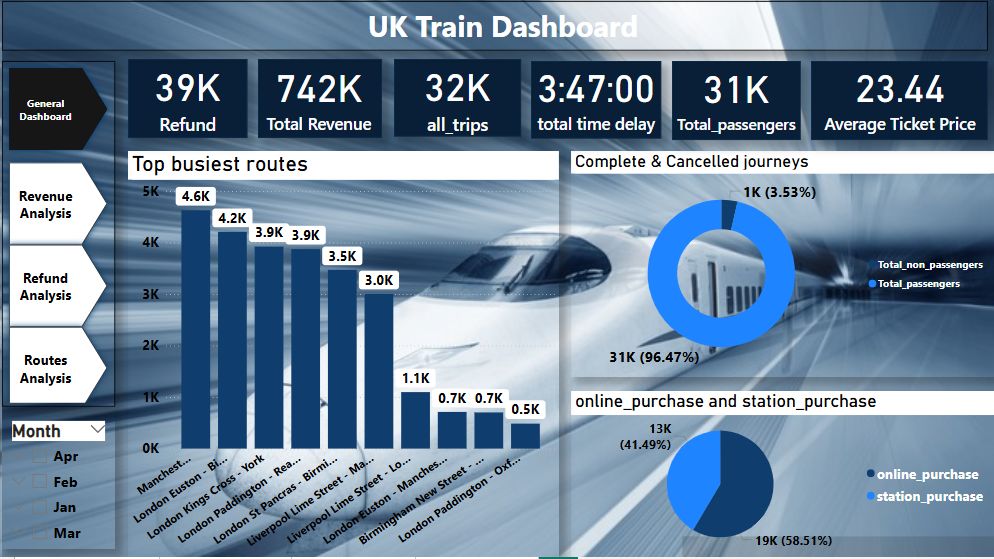 UK Train Dashboard
General
Dashboard
39K
Refund
742K
Total Revenue
32K
all_trips
3:47:00
total time delay
31K
Total_passengers
23.44
Average Ticket Price
Revenue
Analysis
Refund
Analysis
Routes
Analysis
Month
Apr
Feb
Jan
Mar
Top busiest routes
5K
4K
3K
2K
1K
0K
4.6K
4.2K
3.9K
3.9K
3.5K
3.0K
1.1K
0.7K
0.7K
0.5K
Manchest...
London Euston - Bi...
London Kings Cross - York
London Paddington - Rea...
London St Pancras - Birmi...
Liverpool Lime Street - Ma...
Liverpool Lime Street - Lo...
London Euston - Manches...
Birmingham New Street - ...
London Paddington - Oxf...
Complete & Cancelled journeys
1K (3.53%)
Total_non_passengers
Total_passengers
31K (96.47%)
online_purchase and station_purchase
13K
(41.49%)
online_purchase
station_purchase
19K (58.51%)